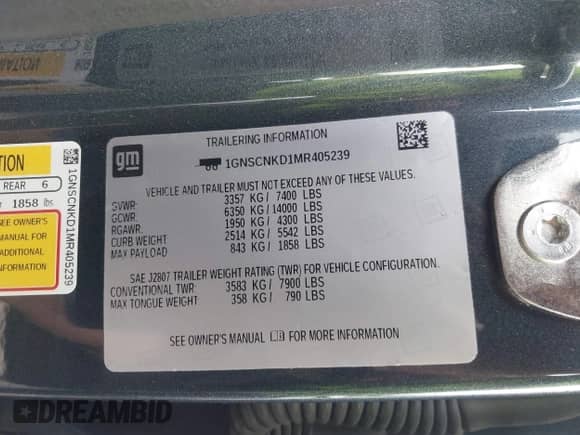 TRAILERING INFORMATION
gm
1GNSCNKD1MR405239
VEHICLE AND TRAILER MUST NOT EXCEED ANY OF THESE VALUES.
GVWR: 3357 KG/ 7400 LBS
GCWR: 6350 KG/14000 LBS
RGAWR: 1950 KG/ 4300 LBS
CURB WEIGHT 2514 KG/ 5542 LBS
MAX PAYLOAD 843 KG/ 1858 LBS
SAE J2807 TRAILER WEIGHT RATING (TWR) FOR VEHICLE CONFIGURATION.
CONVENTIONAL TWR: 3583 KG/ 7900 LBS
MAX TONGUE WEIGHT: 358 KG/ 790 LBS
SEE OWNER'S MANUAL FOR MORE INFORMATION
REAR 6
1858 lbs.
SEE OWNER'S
MANUAL FOR
ADDITIONAL
INFORMATION
1GNSCNKD1MR405239
DREAMBID